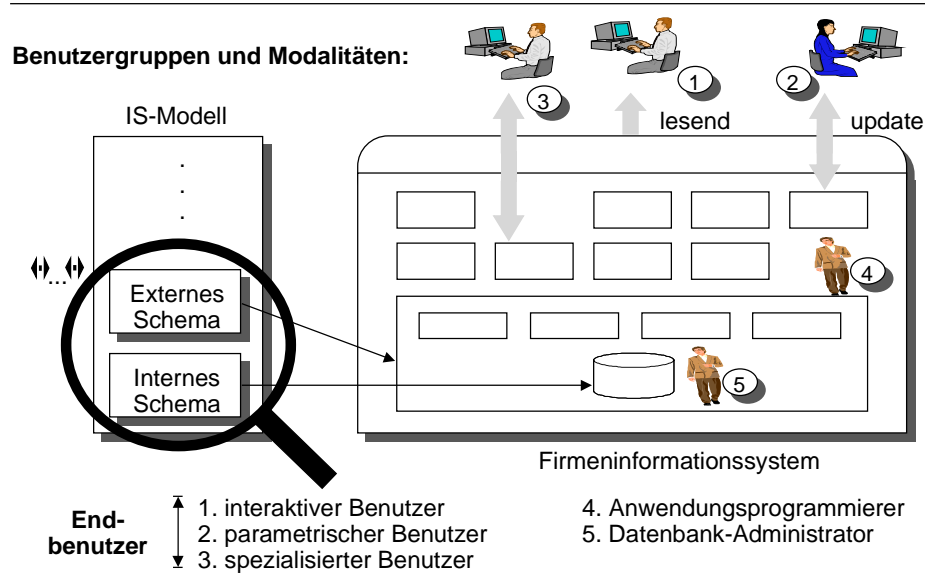 Benutzergruppen und Modalitäten:
3
1
2
IS-Modell
lesend
update
.
.
.
...
4
Externes
Schema
Internes
Schema
5
Firmeninformationssystem
End-
benutzer
1. interaktiver Benutzer
2. parametrischer Benutzer
3. spezialisierter Benutzer
4. Anwendungsprogrammierer
5. Datenbank-Administrator